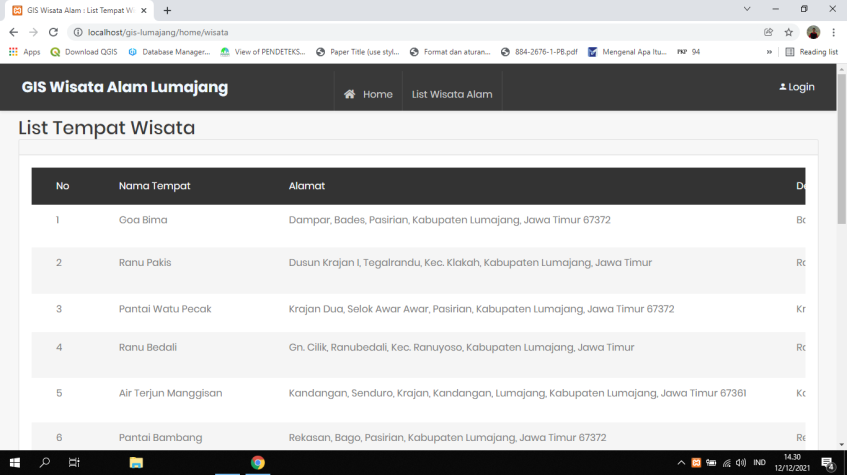 GIS Wisata Alam : List Tempat W
localhost/gis-lumajang/home/wisata
Apps Download QGIS Database Manager... View of PENDETEKS... Paper Title (use styl... Format dan aturan... 884-2676-1-PB.pdf Mengenal Apa Itu... PKP 94 » Reading list
GIS Wisata Alam Lumajang Home List Wisata Alam Login
List Tempat Wisata
No Nama Tempat Alamat
1 Goa Bima Dampar, Bades, Pasirian, Kabupaten Lumajang, Jawa Timur 67372
2 Ranu Pakis Dusun Krajan I, Tegalrandu, Kec. Klakah, Kabupaten Lumajang, Jawa Timur
3 Pantai Watu Pecak Krajan Dua, Selok Awar Awar, Pasirian, Kabupaten Lumajang, Jawa Timur 67372 Kr
4 Ranu Bedali Gn. Cilik, Ranubedali, Kec. Ranuyoso, Kabupaten Lumajang, Jawa Timur
5 Air Terjun Manggisan Kandangan, Senduro, Krajan, Kandangan, Lumajang, Kabupaten Lumajang, Jawa Timur 67361
6 Pantai Bambang Rekasan, Bago, Pasirian, Kabupaten Lumajang, Jawa Timur 67372 Re
IND 14.30
12/12/2021 4